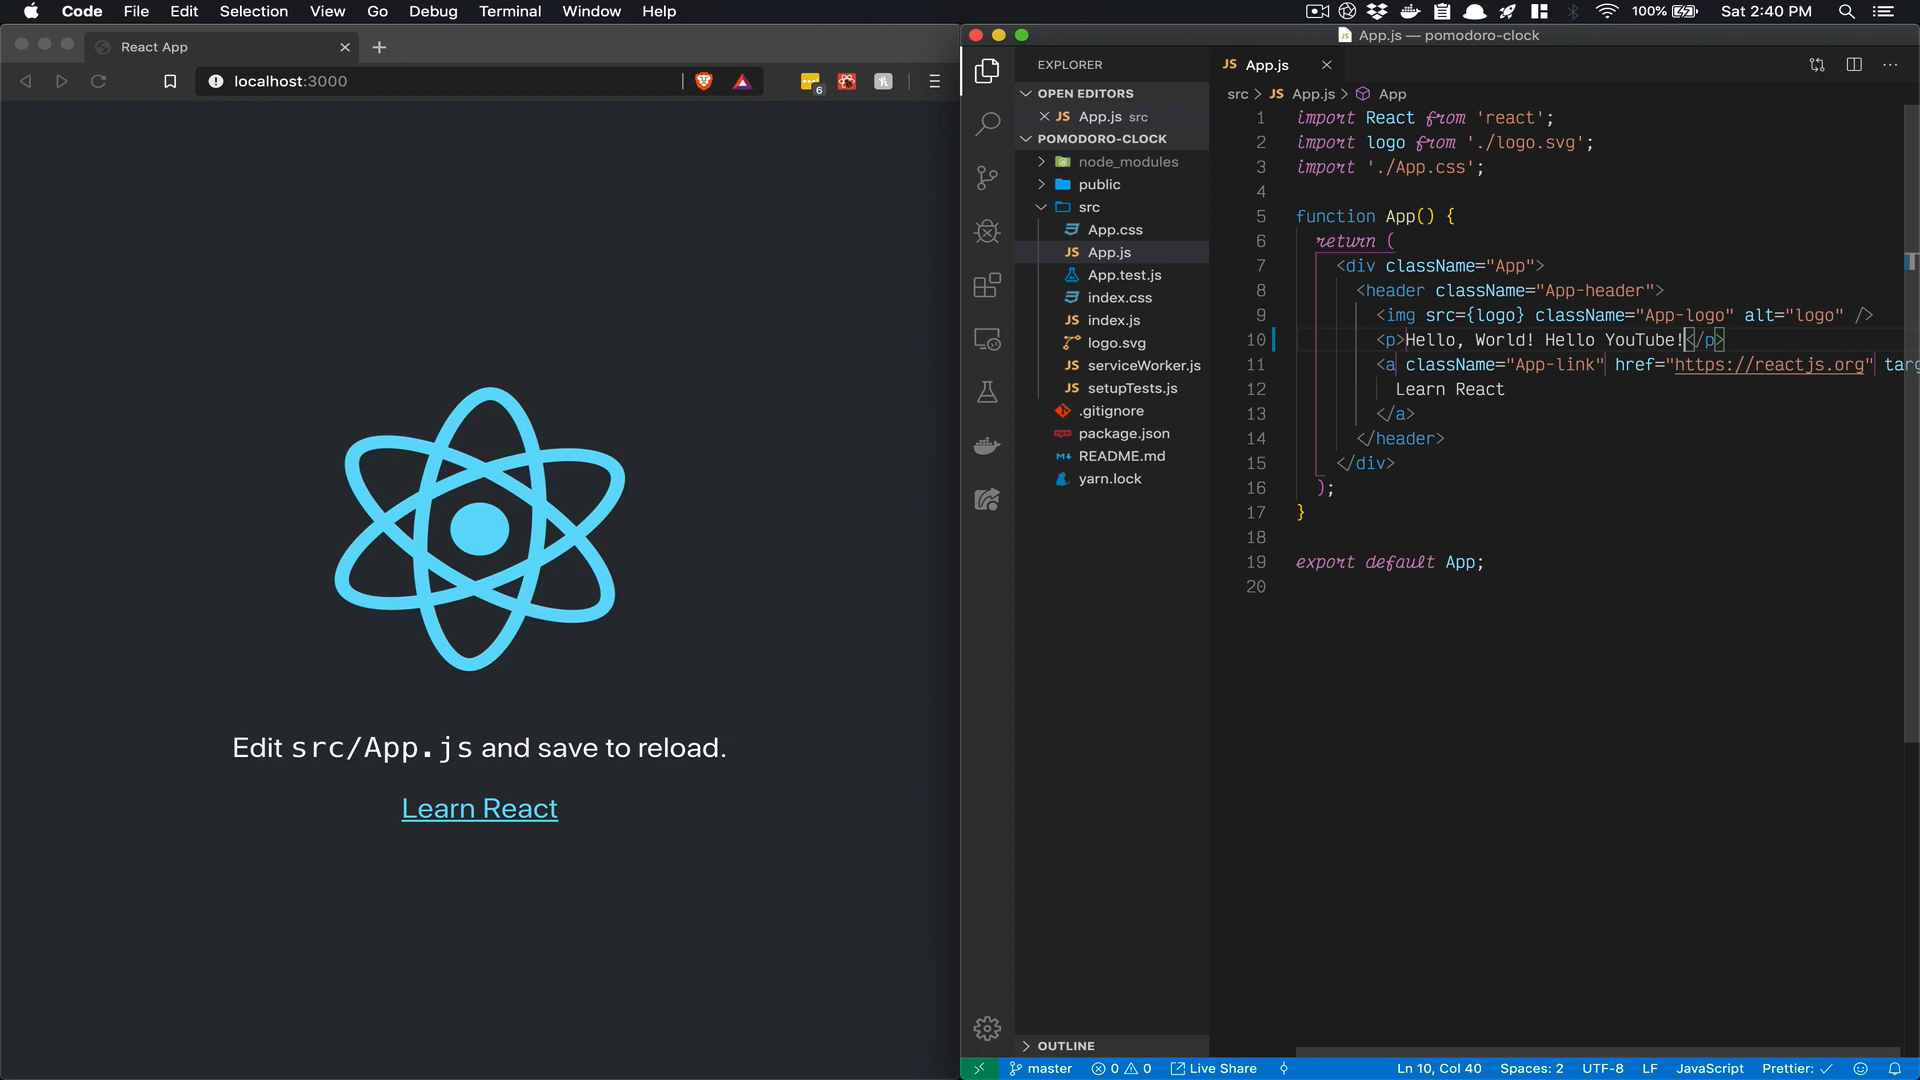 Code File Edit Selection View Go Debug Terminal Window Help
100% Sat 2:40 PM
React App
localhost:3000
6
Edit src/App.js and save to reload.
Learn React
App.js — pomodoro-clock
EXPLORER
OPEN EDITORS
JS App.js src
POMODORO-CLOCK
node_modules
public
src
App.css
JS App.js
App.test.js
index.css
JS index.js
logo.svg
JS serviceWorker.js
JS setupTests.js
.gitignore
package.json
README.md
yarn.lock
OUTLINE
JS App.js
src > JS App.js > App
1 import React from 'react';
2 import logo from './logo.svg';
3 import './App.css';
4
5 function App() {
6 return (
7 <div className="App">
8 <header className="App-header">
9 <img src={logo} className="App-logo" alt="logo" />
10 <p>Hello, World! Hello YouTube!</p>
11 <a className="App-link" href="https://reactjs.org" targ
12 Learn React
13 </a>
14 </header>
15 </div>
16 );
17 }
18
19 export default App;
20
master 0 0 Live Share Ln 10, Col 40 Spaces: 2 UTF-8 LF JavaScript Prettier: ✓